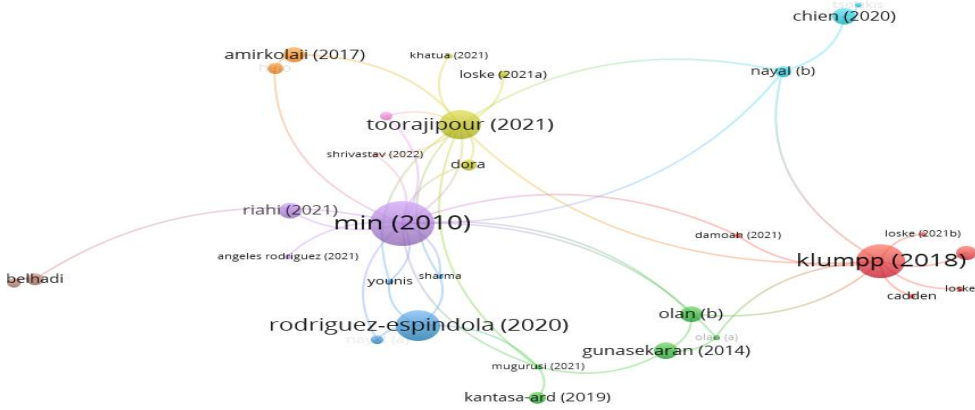 tsolakis
chien (2020)
amirkolaii (2017)
khatua (2021)
loske (2021a)
nayal (b)
toorajipour (2021)
shrivastav (2022)
dora
riahi (2021)
min (2010)
damoah (2021)
loske (2021b)
klumpp (2018)
angeles rodriguez (2021)
belhadi
younis
sharma
loske
cadden
olan (b)
rodriguez-espindola (2020)
olan (a)
gunasekaran (2014)
mugurusi (2021)
kantasa-ard (2019)